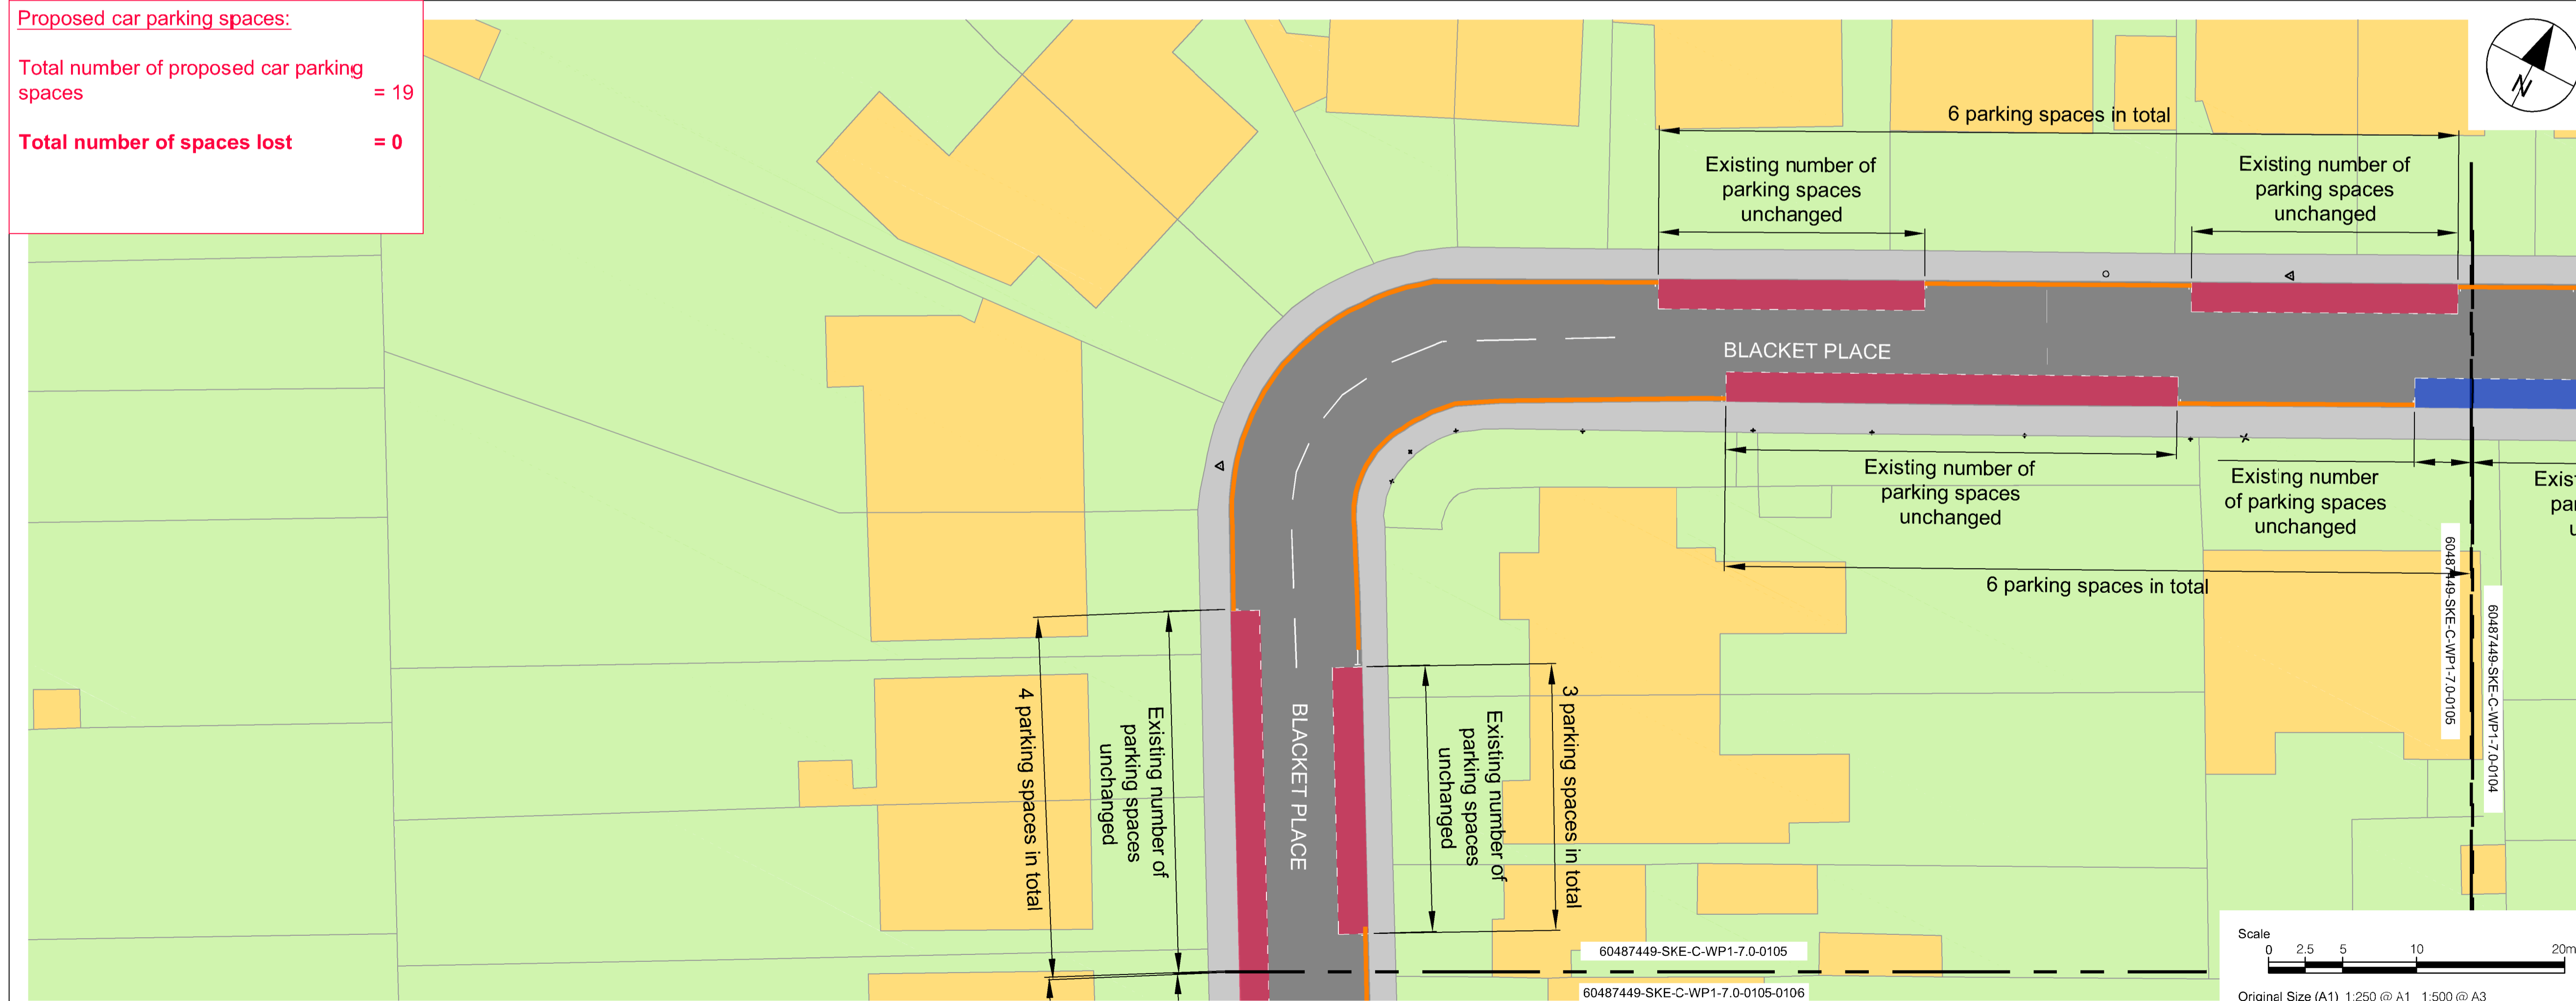 Proposed car parking spaces:
Total number of proposed car parking
spaces = 19
Total number of spaces lost = 0
N
6 parking spaces in total
Existing number of
parking spaces
unchanged
Existing number of
parking spaces
unchanged
BLACKET PLACE
Existing number of
parking spaces
unchanged
Existing number
of parking spaces
unchanged
6 parking spaces in total
60487449-SKE-C-WP1-7.0-0105
60487449-SKE-C-WP1-7.0-0104
4 parking spaces in total
Existing number of
parking spaces
unchanged
BLACKET PLACE
Existing number of
parking spaces
unchanged
3 parking spaces in total
60487449-SKE-C-WP1-7.0-0105
60487449-SKE-C-WP1-7.0-0105-0106
Scale
0 2.5 5 10 20m
Original Size (A1) 1:250 @ A1 1:500 @ A3